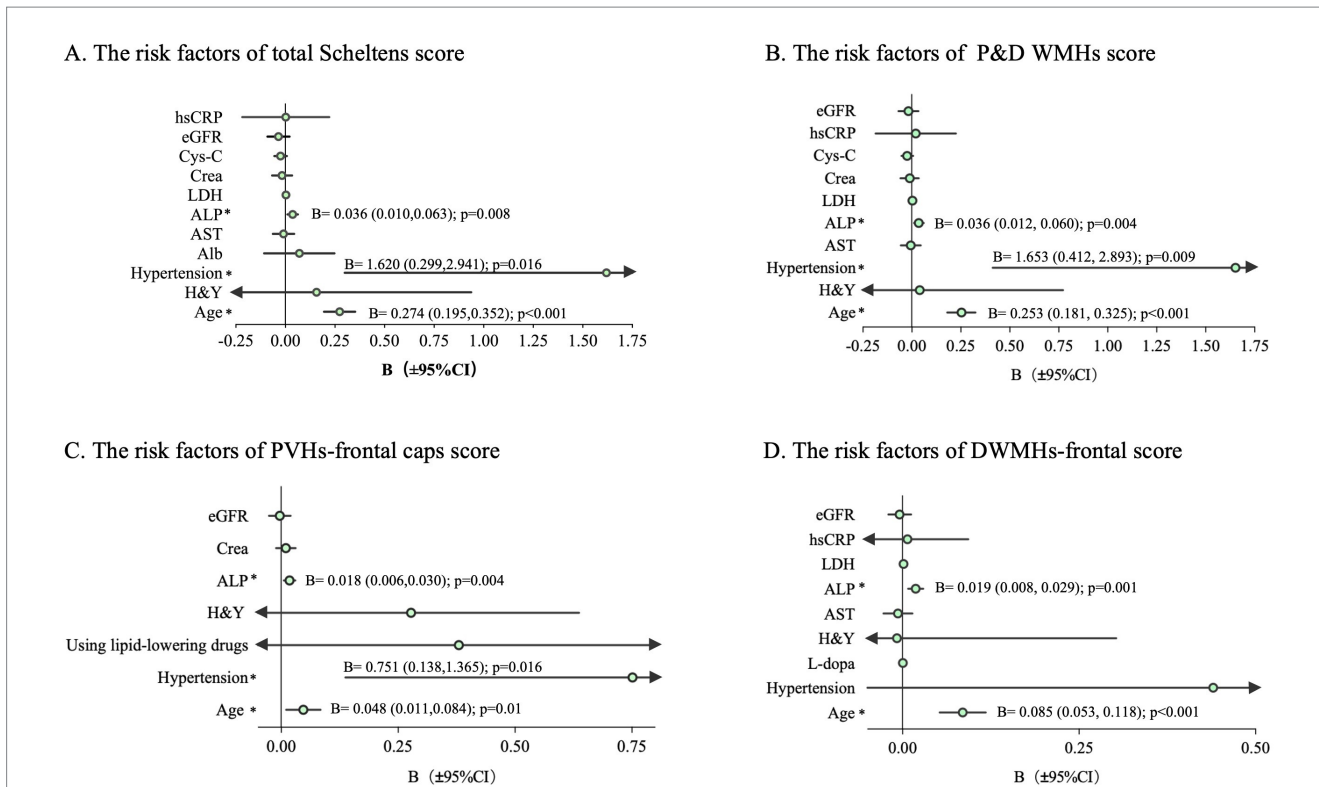 A. The risk factors of total Scheltens score
hsCRP
eGFR
Cys-C
Crea
LDH
ALP* B= 0.036 (0.010,0.063); p=0.008
AST
Alb
Hypertension* B= 1.620 (0.299,2.941); p=0.016
H&Y
Age* B= 0.274 (0.195,0.352); p<0.001
-0.25 0.00 0.25 0.50 0.75 1.00 1.25 1.50 1.75
B (±95%CI)
B. The risk factors of P&D WMHs score
eGFR
hsCRP
Cys-C
Crea
LDH
ALP* B= 0.036 (0.012, 0.060); p=0.004
AST
Hypertension* B= 1.653 (0.412, 2.893); p=0.009
H&Y
Age* B= 0.253 (0.181, 0.325); p<0.001
-0.25 0.00 0.25 0.50 0.75 1.00 1.25 1.50 1.75
B (±95%CI)
C. The risk factors of PVHs-frontal caps score
eGFR
Crea
ALP* B= 0.018 (0.006,0.030); p=0.004
H&Y
Using lipid-lowering drugs
Hypertension* B= 0.751 (0.138,1.365); p=0.016
Age* B= 0.048 (0.011,0.084); p=0.01
0.00 0.25 0.50 0.75
B (±95%CI)
D. The risk factors of DWMHs-frontal score
eGFR
hsCRP
LDH
ALP* B= 0.019 (0.008, 0.029); p=0.001
AST
H&Y
L-dopa
Hypertension
Age* B= 0.085 (0.053, 0.118); p<0.001
0.00 0.25 0.50
B (±95%CI)